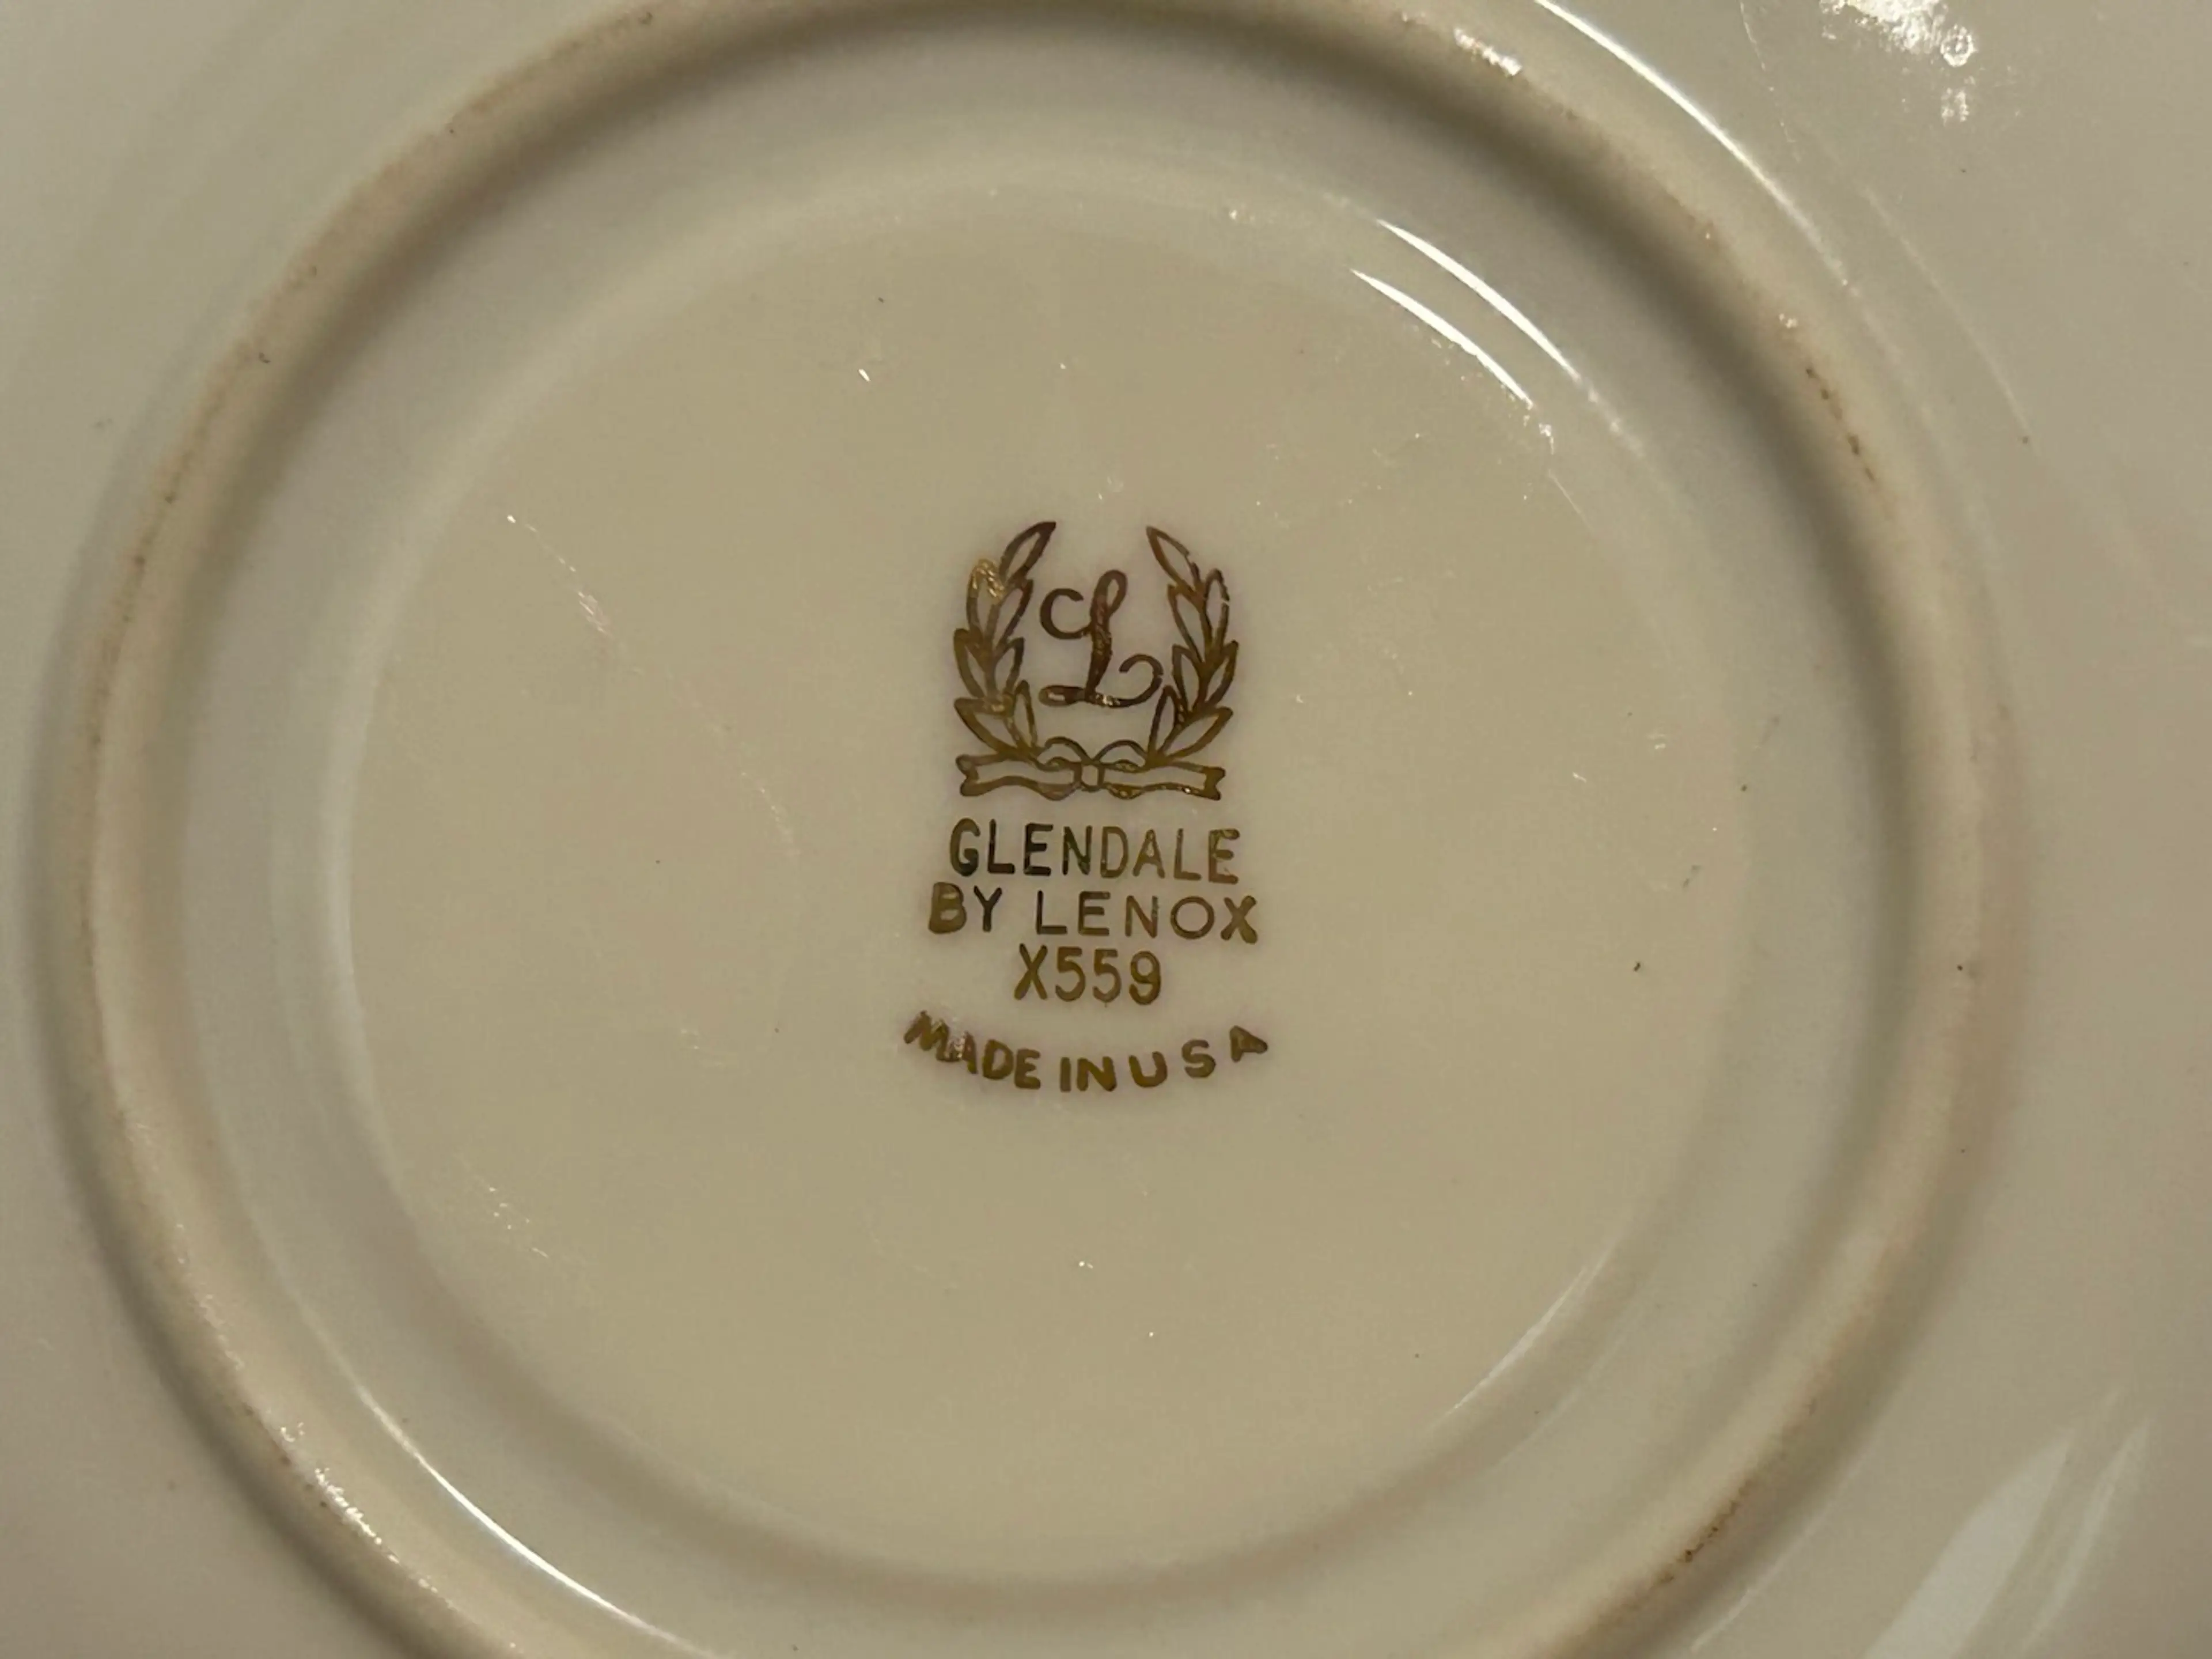 L
GLENDALE
BY LENOX
X559
MADE IN USA